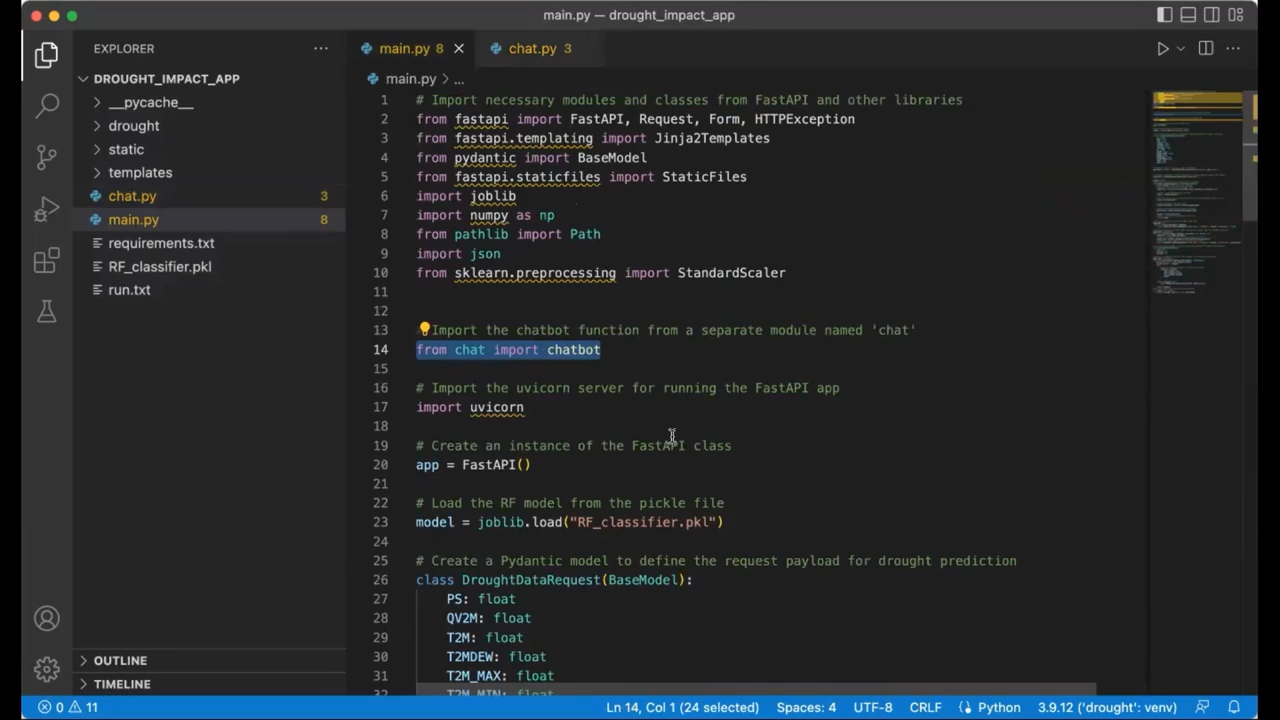 main.py — drought_impact_app
EXPLORER
DROUGHT_IMPACT_APP
__pycache__
drought
static
templates
chat.py 3
main.py 8
requirements.txt
RF_classifier.pkl
run.txt
OUTLINE
TIMELINE
main.py 8
chat.py 3
main.py > ...
1 # Import necessary modules and classes from FastAPI and other libraries
2 from fastapi import FastAPI, Request, Form, HTTPException
3 from fastapi.templating import Jinja2Templates
4 from pydantic import BaseModel
5 from fastapi.staticfiles import StaticFiles
6 import joblib
7 import numpy as np
8 from pathlib import Path
9 import json
10 from sklearn.preprocessing import StandardScaler
11
12
13 Import the chatbot function from a separate module named 'chat'
14 from chat import chatbot
15
16 # Import the uvicorn server for running the FastAPI app
17 import uvicorn
18
19 # Create an instance of the FastAPI class
20 app = FastAPI()
21
22 # Load the RF model from the pickle file
23 model = joblib.load("RF_classifier.pkl")
24
25 # Create a Pydantic model to define the request payload for drought prediction
26 class DroughtDataRequest(BaseModel):
27 PS: float
28 QV2M: float
29 T2M: float
30 T2MDEW: float
31 T2M_MAX: float
32 T2M_MIN: float
0 11 Ln 14, Col 1 (24 selected) Spaces: 4 UTF-8 CRLF Python 3.9.12 ('drought': venv)